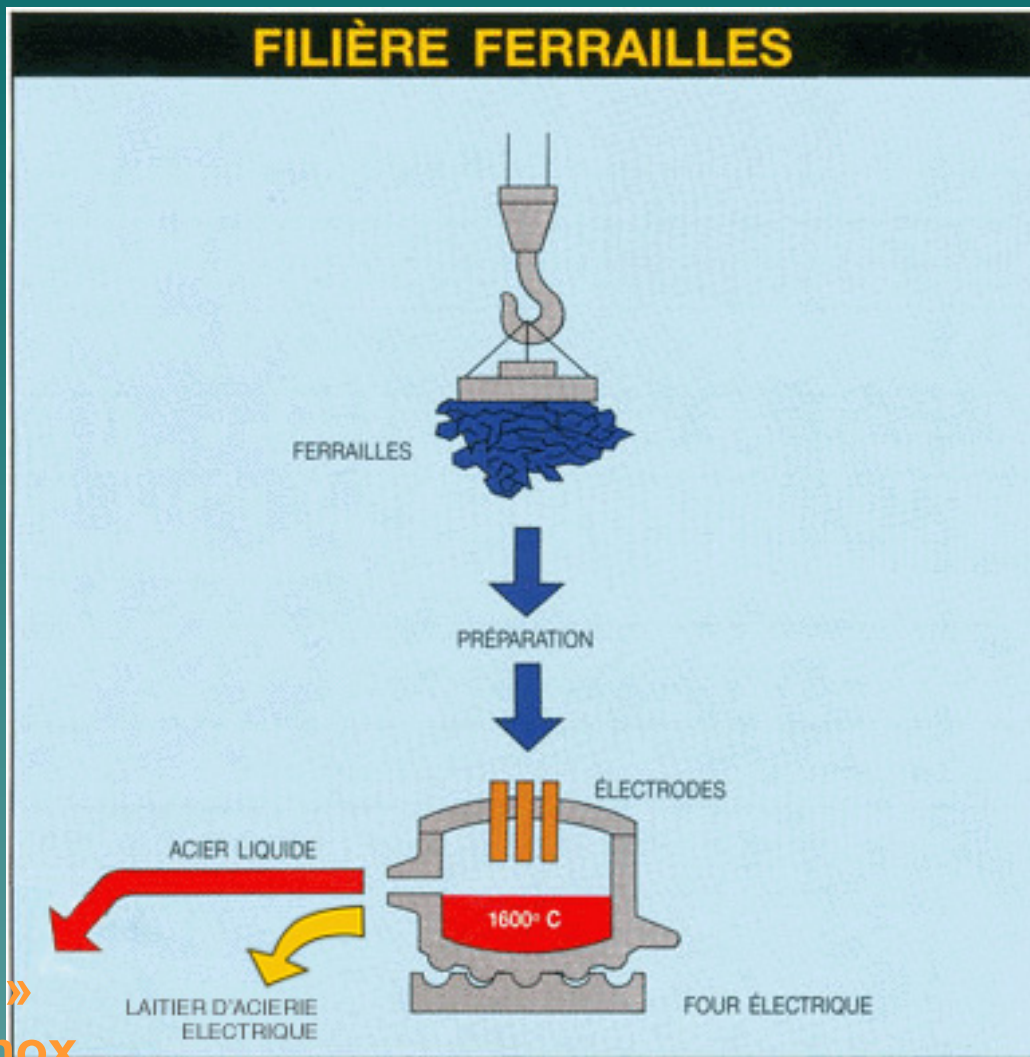 FILIÈRE FERRAILLES
FERRAILLES
PRÉPARATION
ÉLECTRODES
ACIER LIQUIDE
1600° C
LAITIER D'ACIERIE
ELECTRIQUE
FOUR ÉLECTRIQUE
»